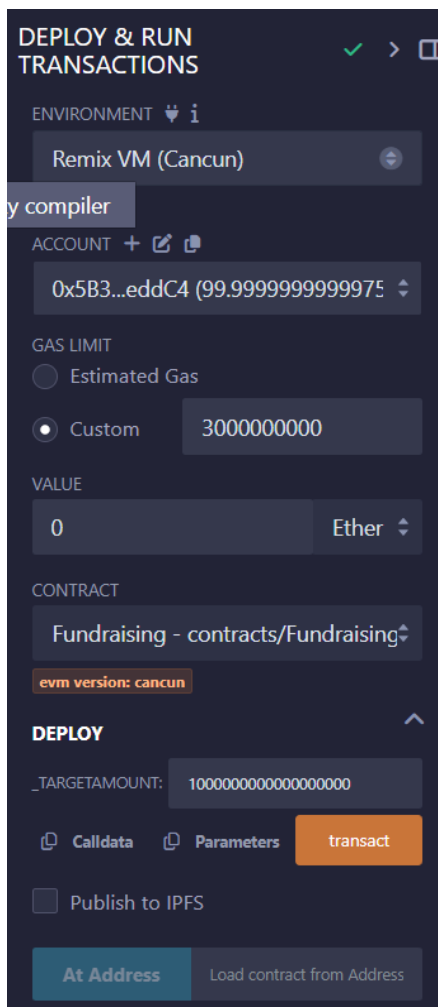 DEPLOY & RUN
TRANSACTIONS
ENVIRONMENT
Remix VM (Cancun)
y compiler
ACCOUNT
0x5B3...eddC4 (99.9999999999975
GAS LIMIT
Estimated Gas
Custom 3000000000
VALUE
0 Ether
CONTRACT
Fundraising - contracts/Fundraising
evm version: cancun
DEPLOY
_TARGETAMOUNT: 1000000000000000000
Calldata Parameters transact
Publish to IPFS
At Address Load contract from Address